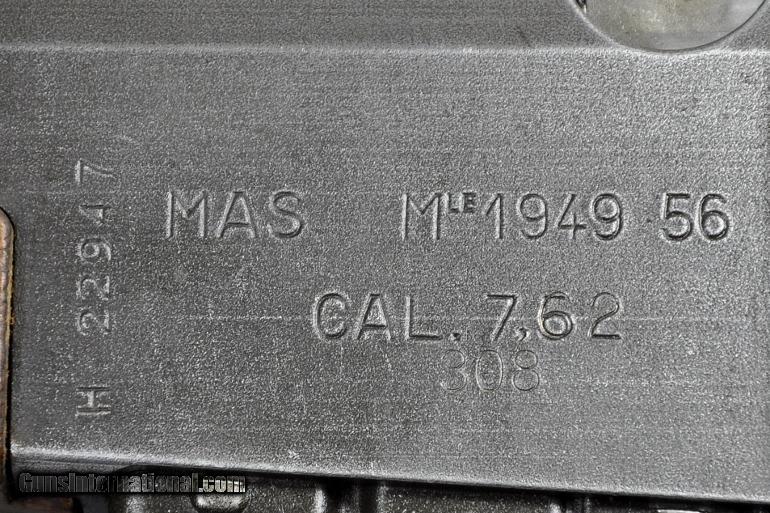 H 22947
MAS MLE 1949 56
CAL. 7,62
308
GunsInternational.com